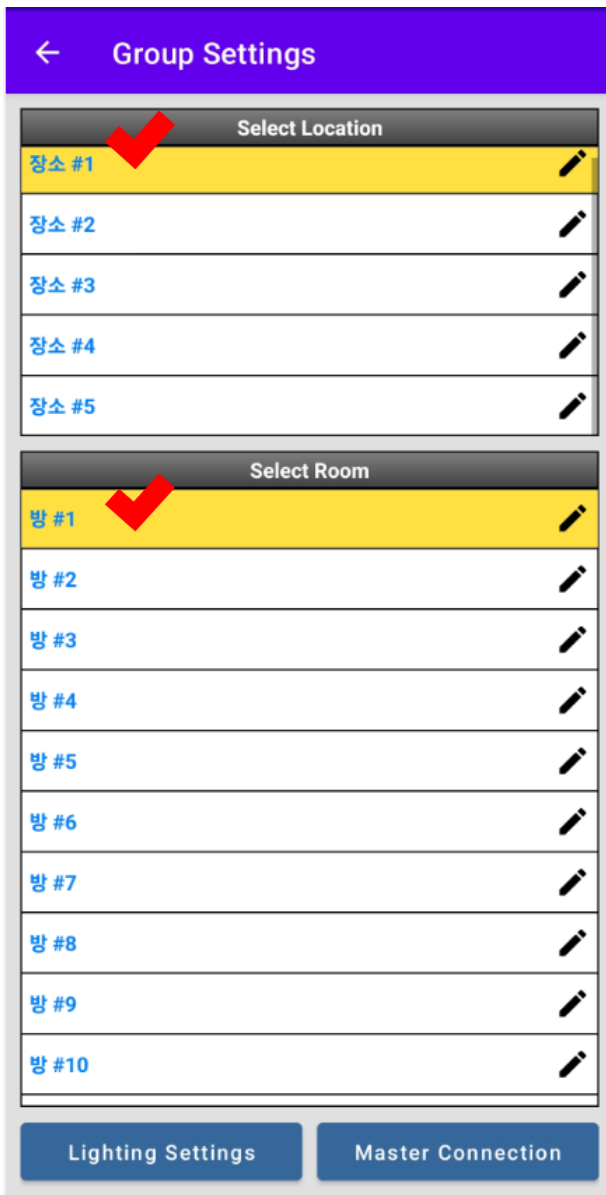 Group Settings
Select Location
장소 #1
장소 #2
장소 #3
장소 #4
장소 #5
Select Room
방 #1
방 #2
방 #3
방 #4
방 #5
방 #6
방 #7
방 #8
방 #9
방 #10
Lighting Settings
Master Connection